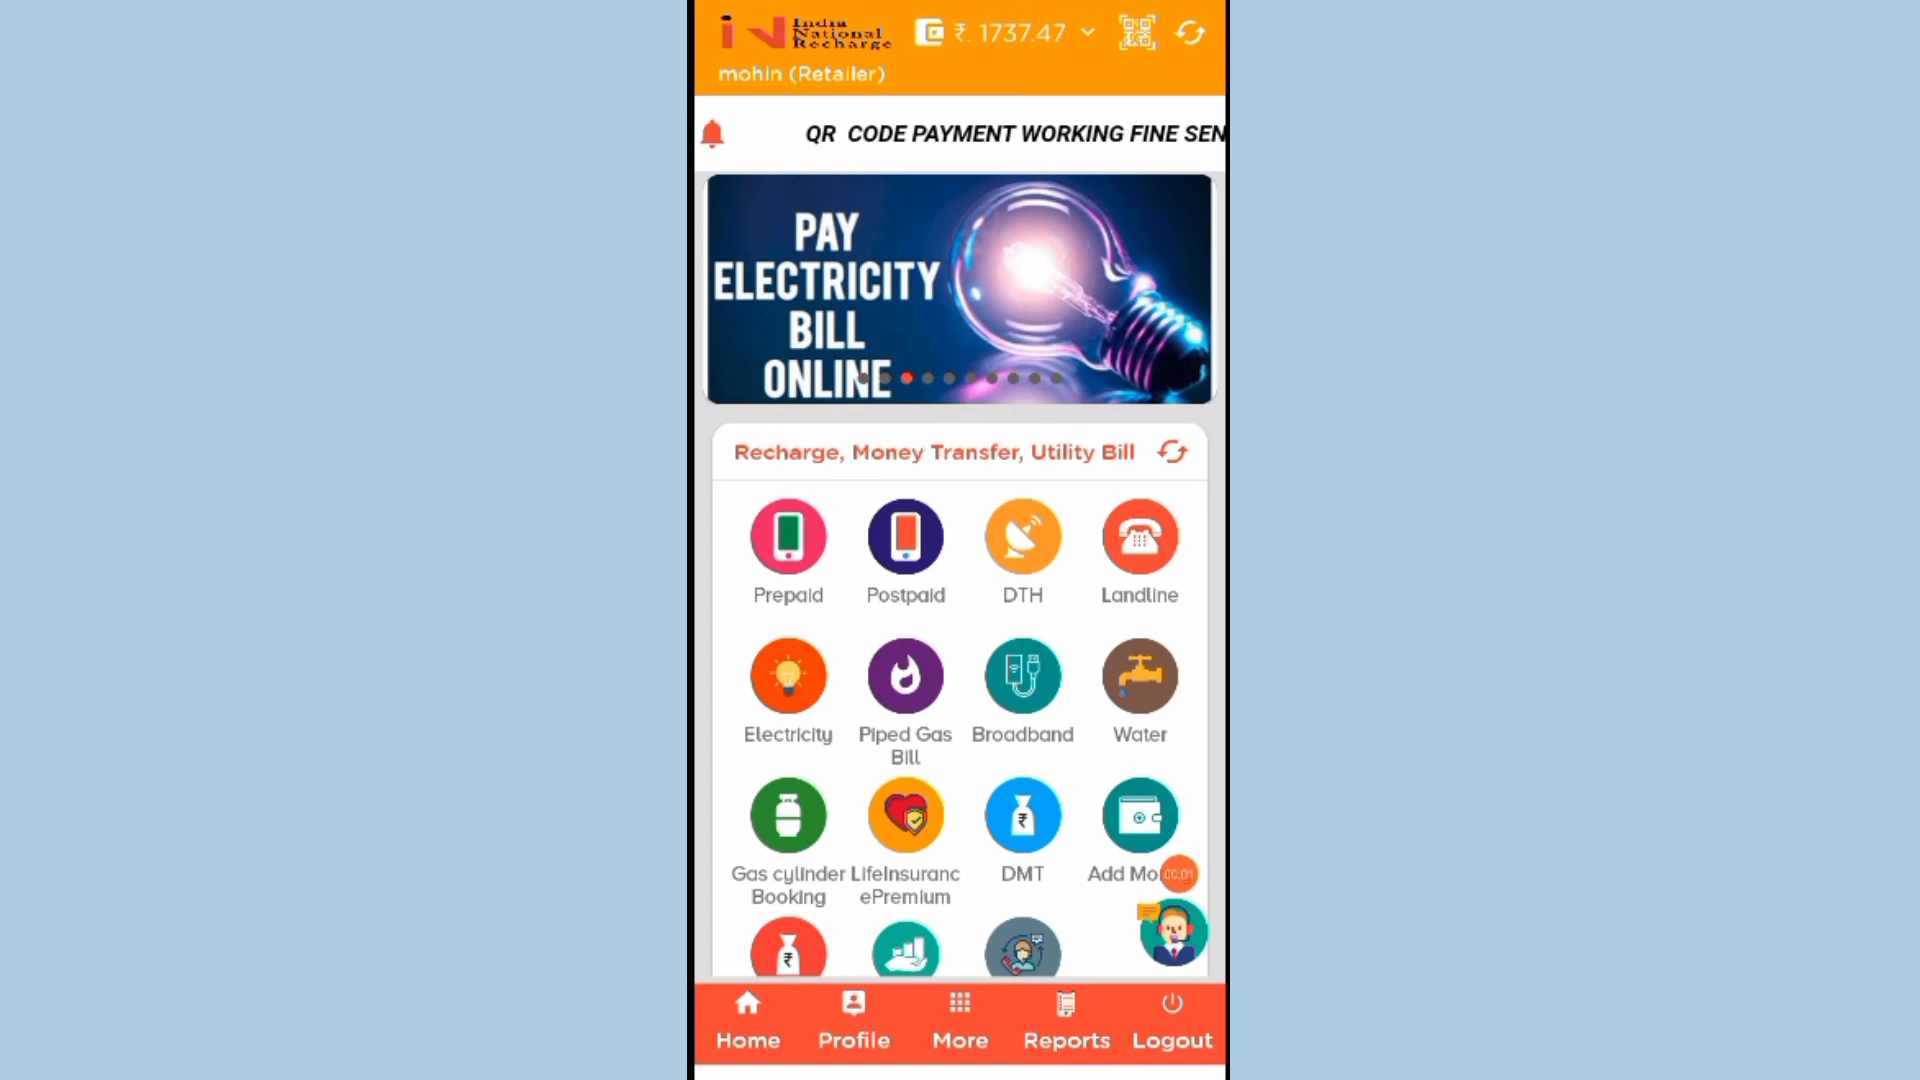 India
National
Recharge
₹. 1737.47
mohin (Retailer)
QR CODE PAYMENT WORKING FINE SEN
PAY
ELECTRICITY
BILL
ONLINE
Recharge, Money Transfer, Utility Bill
Prepaid Postpaid DTH Landline
Electricity Piped Gas Bill Broadband Water
Gas cylinder Booking LifeInsurancePremium DMT Add Mo
00:01
Home Profile More Reports Logout